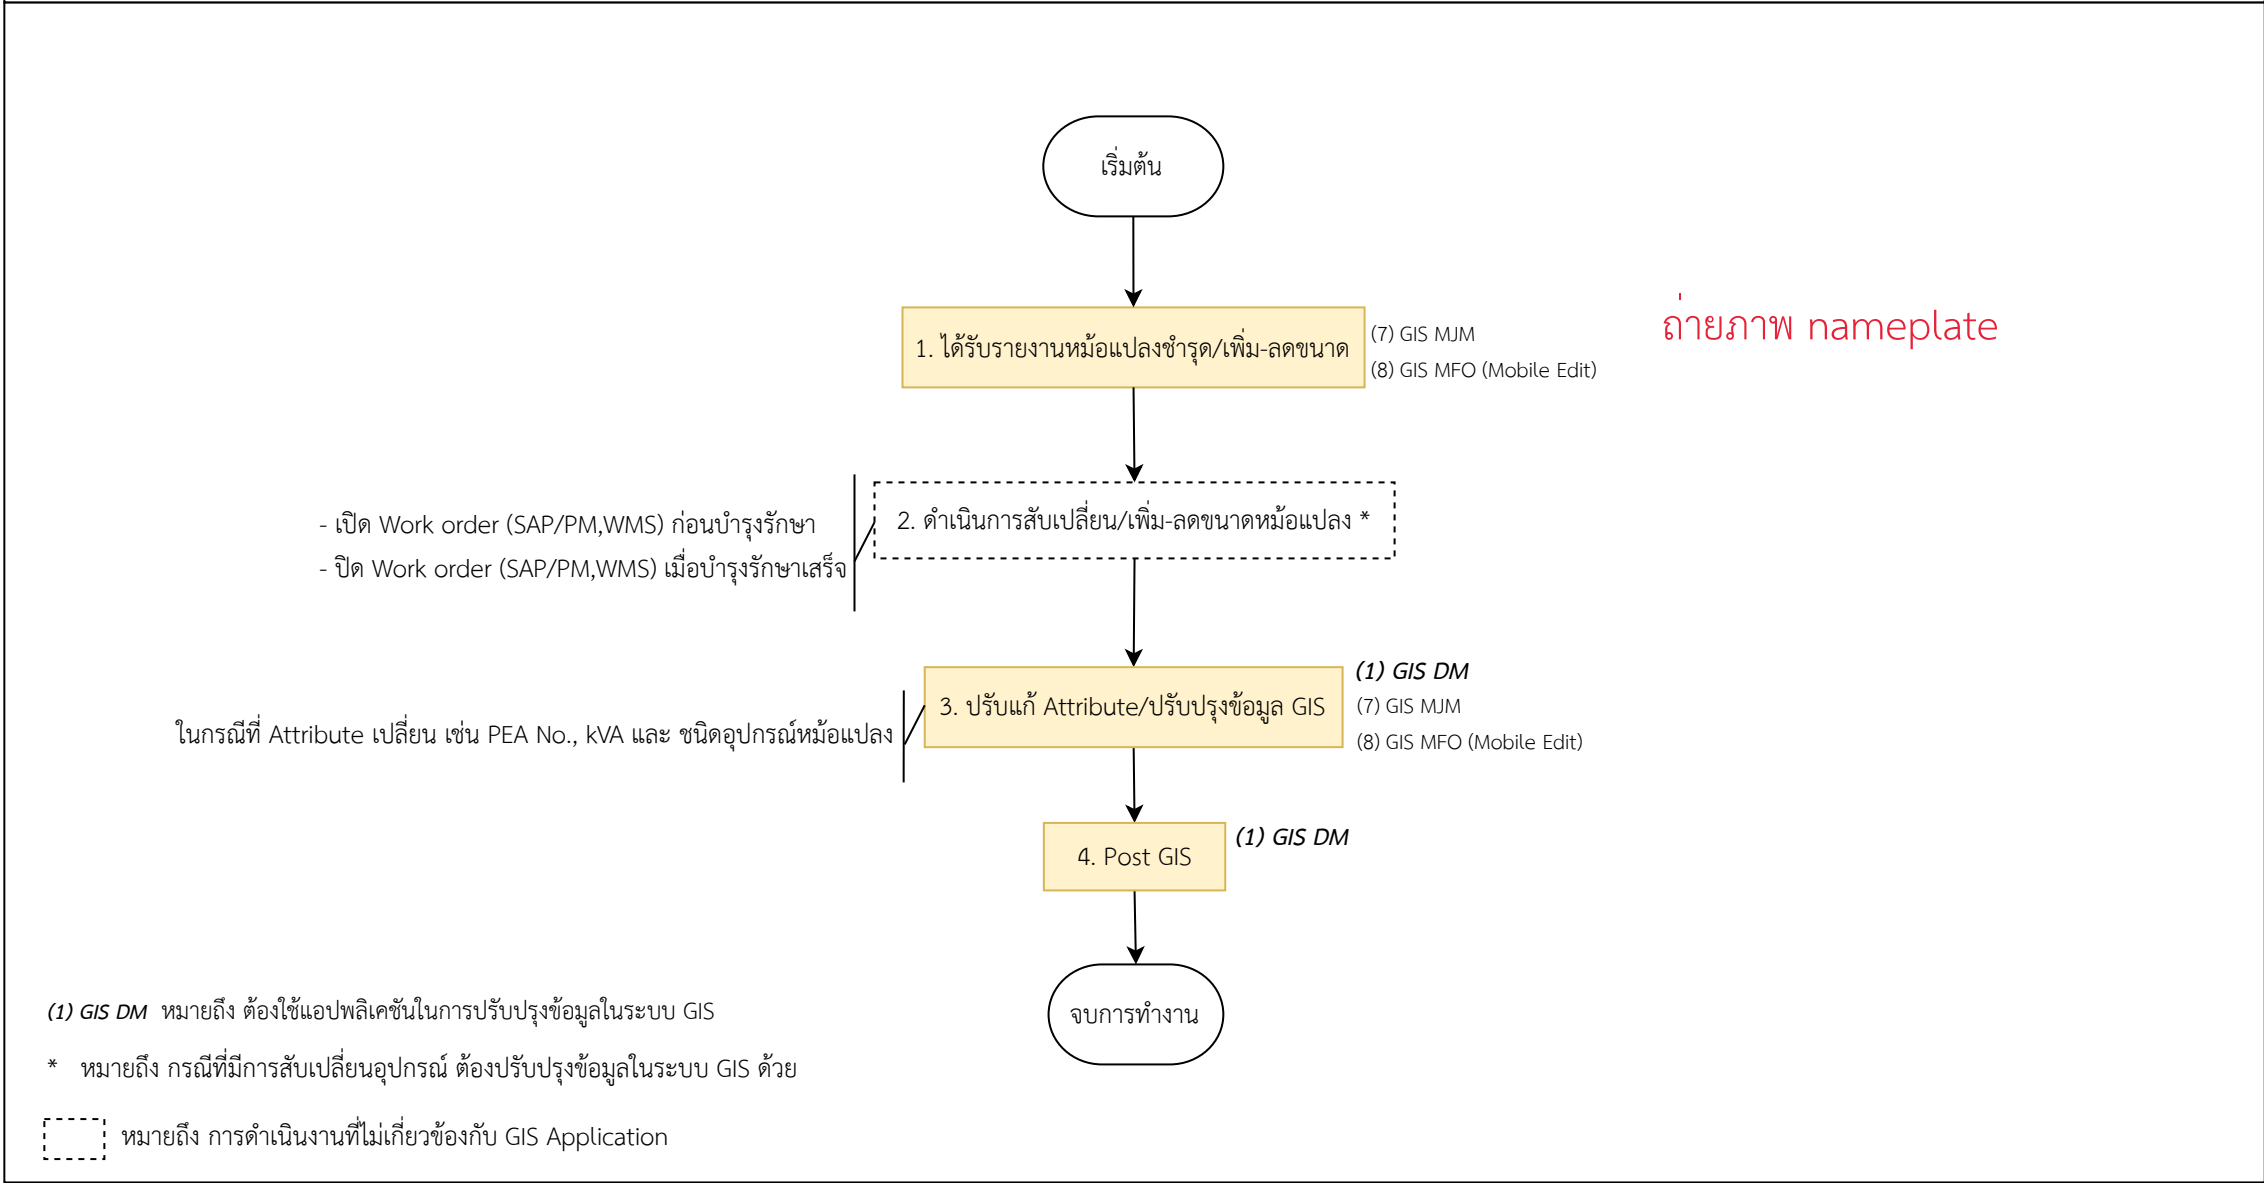 เริ่มต้น
1. ได้รับรายงานหม้อแปลงชำรุด/เพิ่ม-ลดขนาด
(7) GIS MJM
(8) GIS MFO (Mobile Edit)
ถ่ายภาพ nameplate
2. ดำเนินการสับเปลี่ยน/เพิ่ม-ลดขนาดหม้อแปลง *
- เปิด Work order (SAP/PM,WMS) ก่อนบำรุงรักษา
- ปิด Work order (SAP/PM,WMS) เมื่อบำรุงรักษาเสร็จ
3. ปรับแก้ Attribute/ปรับปรุงข้อมูล GIS
(1) GIS DM
(7) GIS MJM
(8) GIS MFO (Mobile Edit)
ในกรณีที่ Attribute เปลี่ยน เช่น PEA No., kVA และ ชนิดอุปกรณ์หม้อแปลง
4. Post GIS
(1) GIS DM
จบการทำงาน
(1) GIS DM หมายถึง ต้องใช้แอปพลิเคชันในการปรับปรุงข้อมูลในระบบ GIS
* หมายถึง กรณีที่มีการสับเปลี่ยนอุปกรณ์ ต้องปรับปรุงข้อมูลในระบบ GIS ด้วย
หมายถึง การดำเนินงานที่ไม่เกี่ยวข้องกับ GIS Application